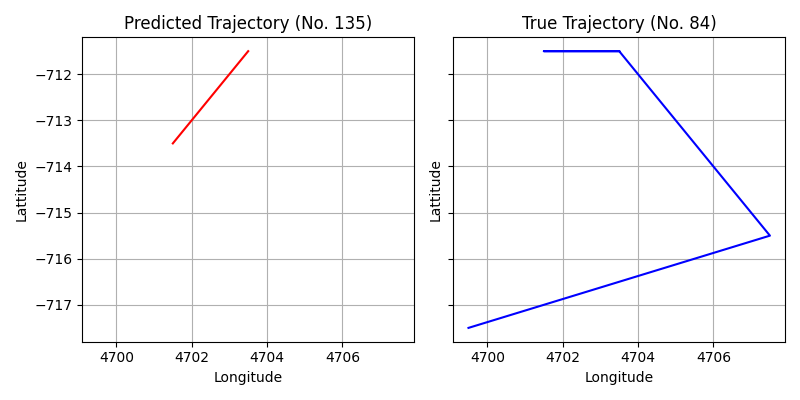 Predicted Trajectory (No. 135)
True Trajectory (No. 84)
Lattitude
−712
−713
−714
−715
−716
−717
4700
4702
4704
4706
Longitude
Lattitude
4700
4702
4704
4706
Longitude